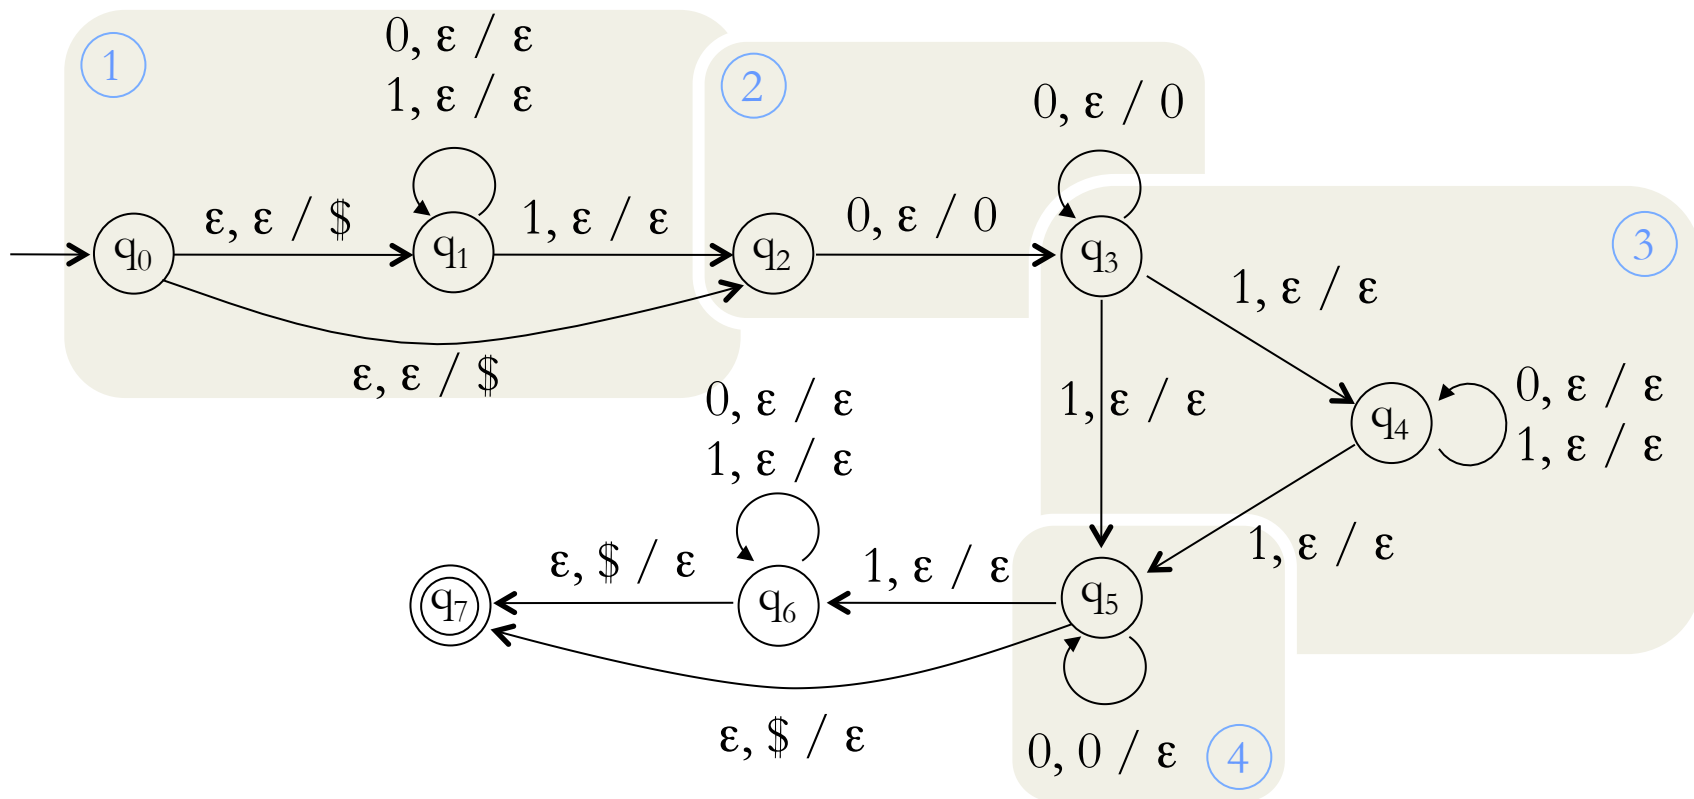 1
0, ε / ε
1, ε / ε
2
0, ε / 0
q0
ε, ε / $
q1
1, ε / ε
q2
0, ε / 0
q3
3
1, ε / ε
ε, ε / $
0, ε / ε
1, ε / ε
1, ε / ε
q4
0, ε / ε
1, ε / ε
1, ε / ε
q7
ε, $ / ε
q6
1, ε / ε
q5
ε, $ / ε
0, 0 / ε
4